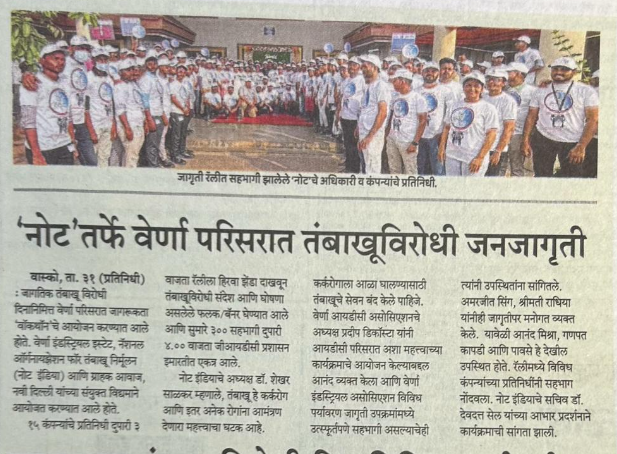 जागृती रॅलीत सहभागी झालेले 'नोट'चे अधिकारी व कंपन्यांचे प्रतिनिधी.
'नोट'तर्फे वेर्णा परिसरात तंबाखूविरोधी जनजागृती
वास्को, ता. ३१ (प्रतिनिधी)
: जागतिक तंबाखू विरोधी
दिनानिमित्त वेर्णा परिसरात जागरूकता
'वॉकथॉन'चे आयोजन करण्यात आले
होते. वेर्णा इंडस्ट्रियल इस्टेट, नॅशनल
ऑर्गनायझेशन फॉर तंबाखू निर्मूलन
(नोट इंडिया) आणि ग्राहक आवाज,
नवी दिल्ली यांच्या संयुक्त विद्यमाने
आयोजत करण्यात आले होते.
१५ कंपन्यांचे प्रतिनिधी दुपारी ३
वाजता रॅलीला हिरवा झेंडा दाखवून
तंबाखूविरोधी संदेश आणि घोषणा
असलेले फलक/बॅनर घेण्यात आले
आणि सुमारे ३०० सहभागी दुपारी
४.०० वाजता जीआयडीसी प्रशासन
इमारतीत एकत्र आले.
नोट इंडियाचे अध्यक्ष डॉ. शेखर
साळकर म्हणाले, तंबाखू हे कर्करोग
आणि इतर अनेक रोगांना आमंत्रण
देणारा महत्वाचा घटक आहे.
कर्करोगाला आळा घालण्यासाठी
तंबाखूचे सेवन बंद केले पाहिजे.
वेर्णा आयडीसी असोसिएशनचे
अध्यक्ष प्रदीप डिकॉस्टा यांनी
आयडीसी परिसरात अशा महत्त्वाच्या
कार्यक्रमाचे आयोजन केल्याबद्दल
आनंद व्यक्त केला आणि वेर्णा
इंडस्ट्रियल असोसिएशन विविध
पर्यावरण जागृती उपक्रमांमध्ये
उत्स्फूर्तपणे सहभागी असल्याचेही
त्यांनी उपस्थितांना सांगितले.
अमरजीत सिंग, श्रीमती राधिया
यांनीही जागृतीपर मनोगत व्यक्त
केले. यावेळी आनंद मिश्रा, गणपत
कापडी आणि पावसे हे देखील
उपस्थित होते. रॅलीमध्ये विविध
कंपन्यांच्या प्रतिनिधींनी सहभाग
नोंदवला. नोट इंडियाचे सचिव डॉ.
देवदत्त सेल यांच्या आभार प्रदर्शनाने
कार्यक्रमाची सांगता झाली.